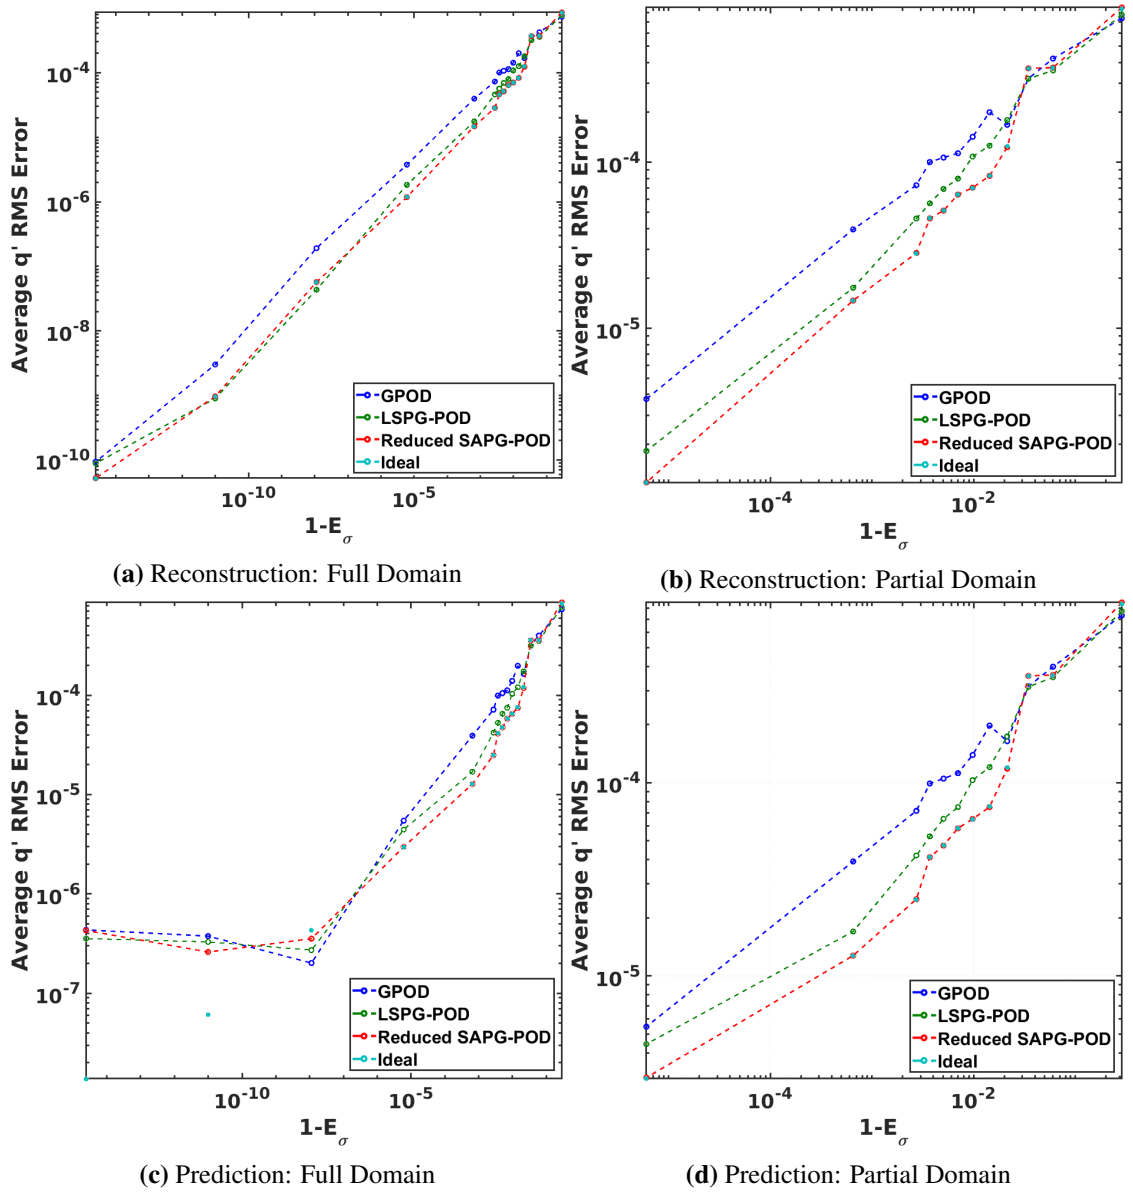 Average q' RMS Error
10^-4
10^-6
10^-8
10^-10
GPOD
LSPG-POD
Reduced SAPG-POD
Ideal
10^-10
10^-5
1-E_σ
(a) Reconstruction: Full Domain
Average q' RMS Error
10^-4
10^-5
GPOD
LSPG-POD
Reduced SAPG-POD
Ideal
10^-4
10^-2
1-E_σ
(b) Reconstruction: Partial Domain
Average q' RMS Error
10^-4
10^-5
10^-6
10^-7
GPOD
LSPG-POD
Reduced SAPG-POD
Ideal
10^-10
10^-5
1-E_σ
(c) Prediction: Full Domain
Average q' RMS Error
10^-4
10^-5
GPOD
LSPG-POD
Reduced SAPG-POD
Ideal
10^-4
10^-2
1-E_σ
(d) Prediction: Partial Domain